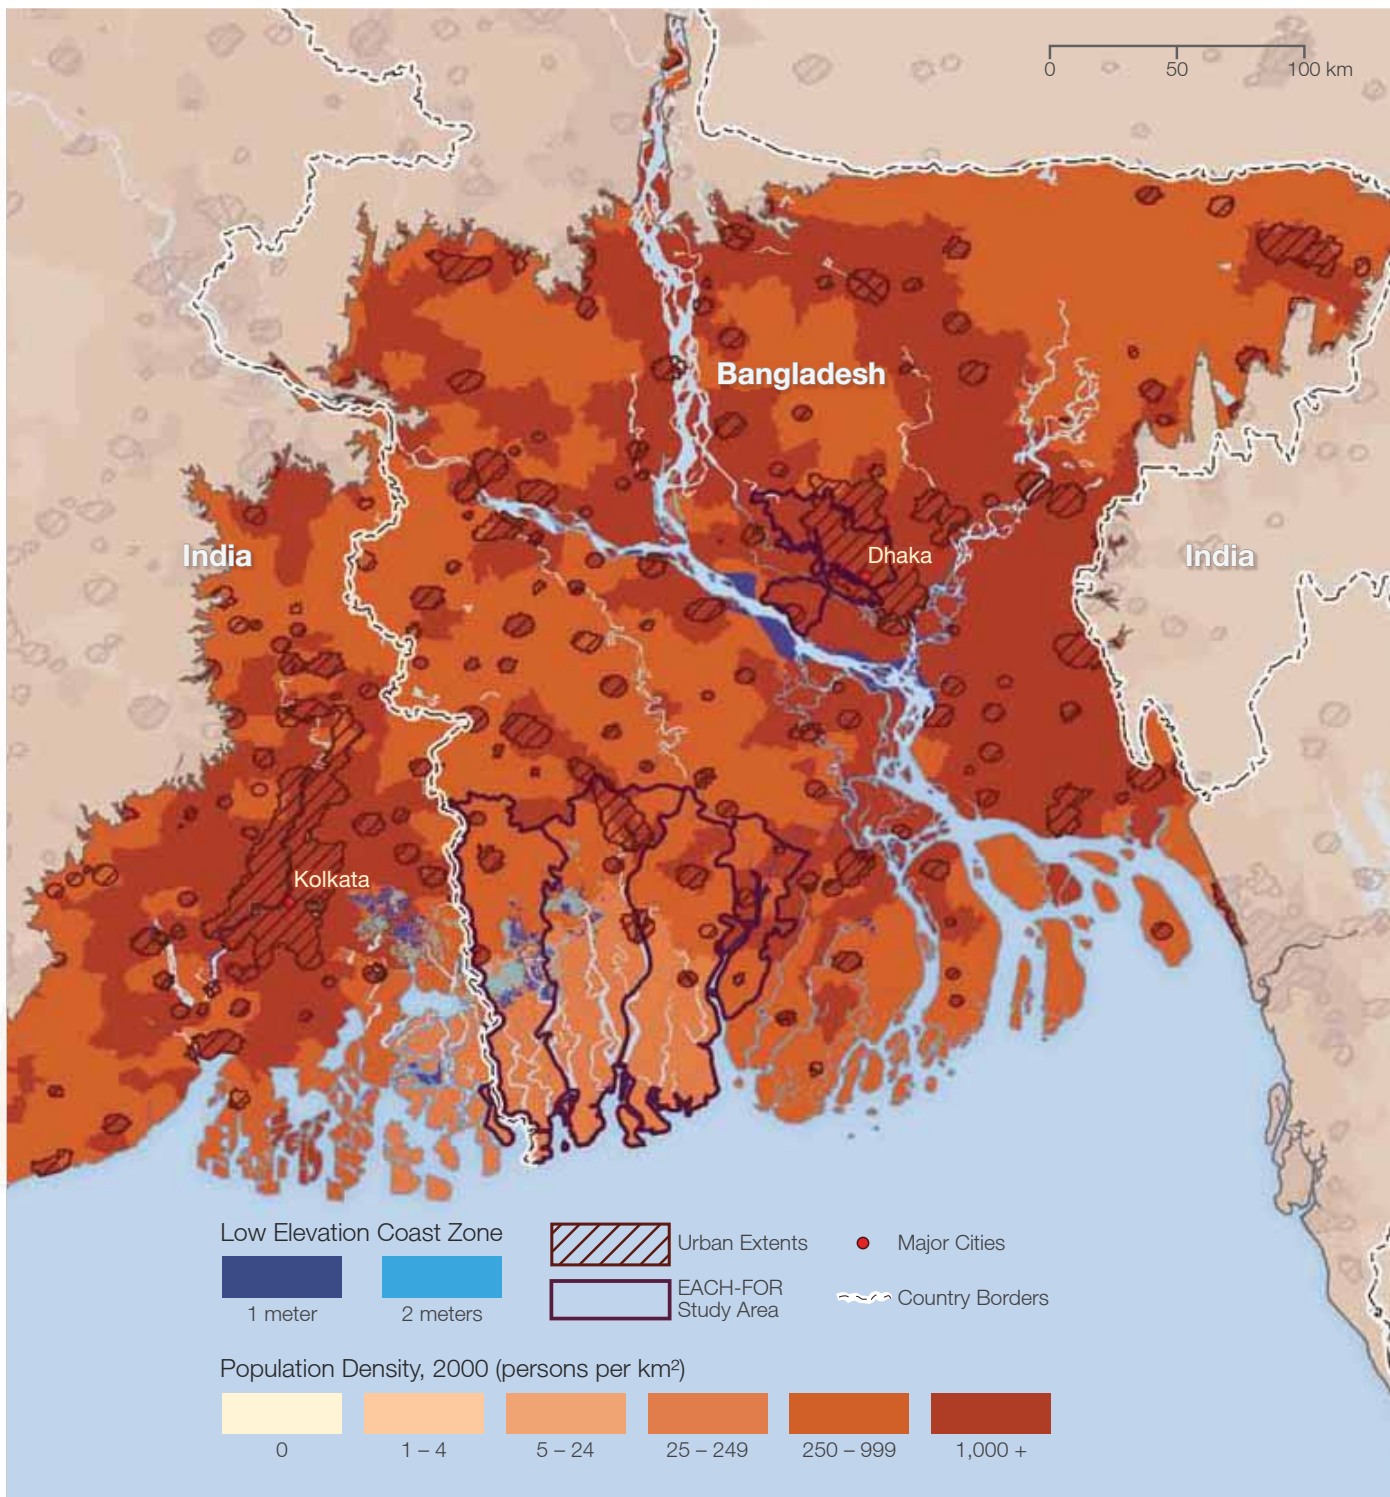 0 50 100 km
Bangladesh
India
Dhaka
India
Kolkata
Low Elevation Coast Zone
1 meter
2 meters
Urban Extents
EACH-FOR
Study Area
Major Cities
Country Borders
Population Density, 2000 (persons per km²)
0
1 – 4
5 – 24
25 – 249
250 – 999
1,000 +